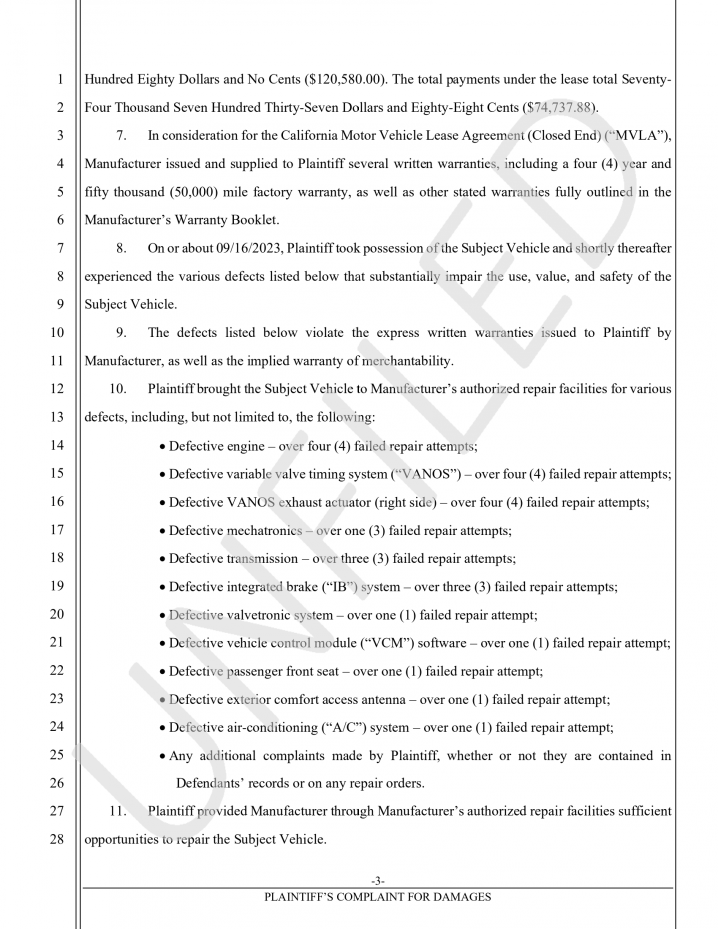 1 Hundred Eighty Dollars and No Cents ($120,580.00). The total payments under the lease total Seventy-
2 Four Thousand Seven Hundred Thirty-Seven Dollars and Eighty-Eight Cents ($74,737.88).
3 7. In consideration for the California Motor Vehicle Lease Agreement (Closed End) (“MVLA”),
4 Manufacturer issued and supplied to Plaintiff several written warranties, including a four (4) year and
5 fifty thousand (50,000) mile factory warranty, as well as other stated warranties fully outlined in the
6 Manufacturer’s Warranty Booklet.
7 8. On or about 09/16/2023, Plaintiff took possession of the Subject Vehicle and shortly thereafter
8 experienced the various defects listed below that substantially impair the use, value, and safety of the
9 Subject Vehicle.
10 9. The defects listed below violate the express written warranties issued to Plaintiff by
11 Manufacturer, as well as the implied warranty of merchantability.
12 10. Plaintiff brought the Subject Vehicle to Manufacturer’s authorized repair facilities for various
13 defects, including, but not limited to, the following:
14 • Defective engine – over four (4) failed repair attempts;
15 • Defective variable valve timing system (“VANOS”) – over four (4) failed repair attempts;
16 • Defective VANOS exhaust actuator (right side) – over four (4) failed repair attempts;
17 • Defective mechatronics – over one (3) failed repair attempts;
18 • Defective transmission – over three (3) failed repair attempts;
19 • Defective integrated brake (“IB”) system – over three (3) failed repair attempts;
20 • Defective valvetronic system – over one (1) failed repair attempt;
21 • Defective vehicle control module (“VCM”) software – over one (1) failed repair attempt;
22 • Defective passenger front seat – over one (1) failed repair attempt;
23 • Defective exterior comfort access antenna – over one (1) failed repair attempt;
24 • Defective air-conditioning (“A/C”) system – over one (1) failed repair attempt;
25 • Any additional complaints made by Plaintiff, whether or not they are contained in
26 Defendants’ records or on any repair orders.
27 11. Plaintiff provided Manufacturer through Manufacturer’s authorized repair facilities sufficient
28 opportunities to repair the Subject Vehicle.
-3-
PLAINTIFF’S COMPLAINT FOR DAMAGES
UNFILED